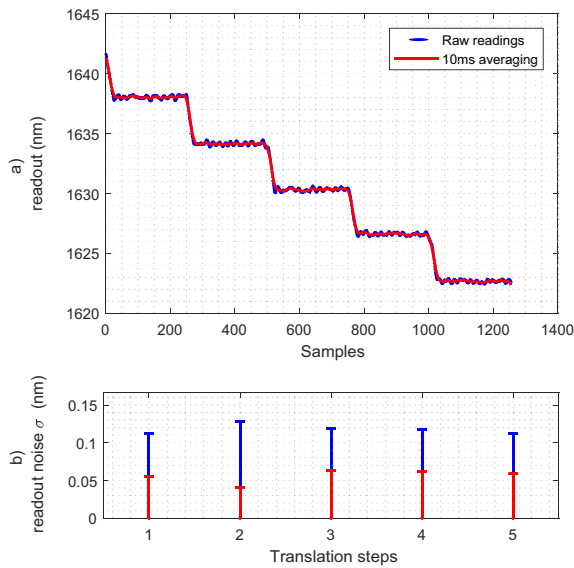 1645
1640
1635
1630
1625
1620
a)
readout (nm)
Raw readings
10ms averaging
0
200
400
600
800
1000
1200
1400
Samples
0.15
0.1
0.05
0
b)
readout noise σ (nm)
1
2
3
4
5
Translation steps